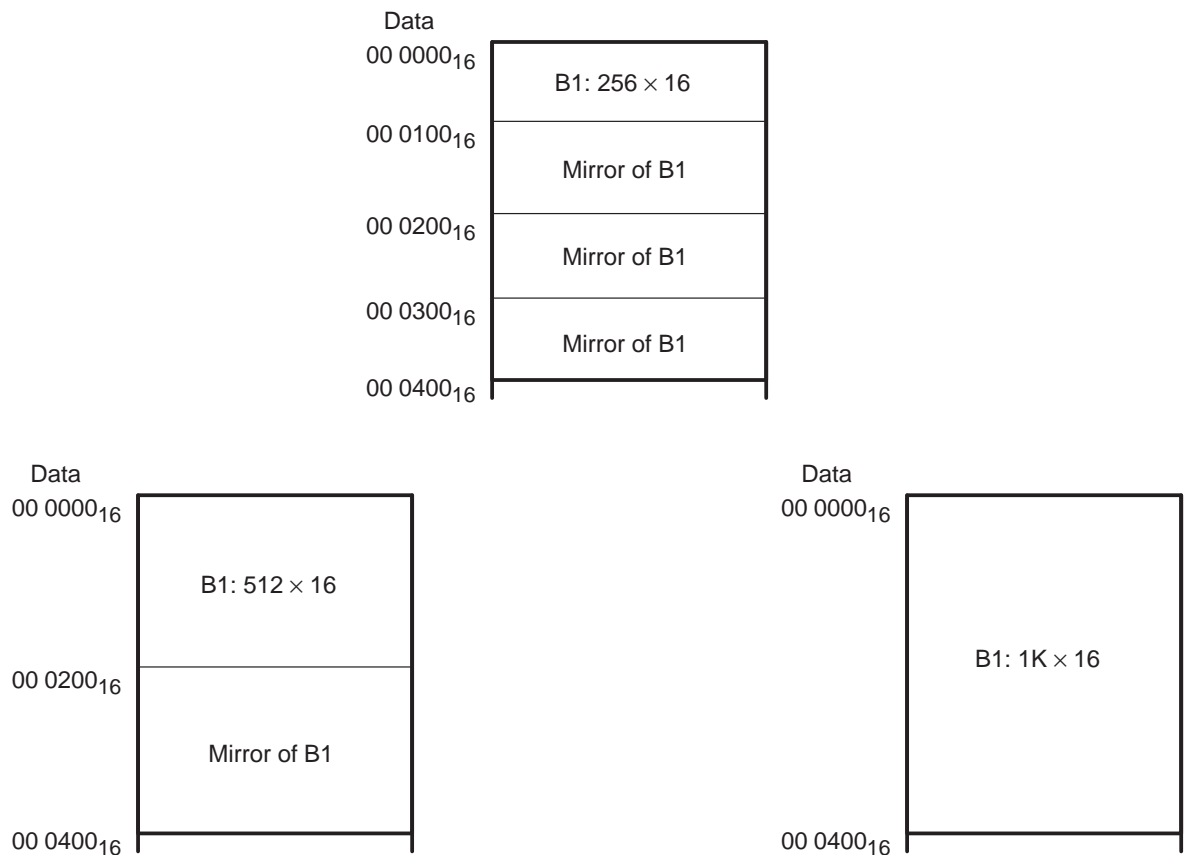 Data
00 0000₁₆
B1: 256 × 16
00 0100₁₆
Mirror of B1
00 0200₁₆
Mirror of B1
00 0300₁₆
Mirror of B1
00 0400₁₆
Data
00 0000₁₆
B1: 512 × 16
00 0200₁₆
Mirror of B1
00 0400₁₆
Data
00 0000₁₆
B1: 1K × 16
00 0400₁₆